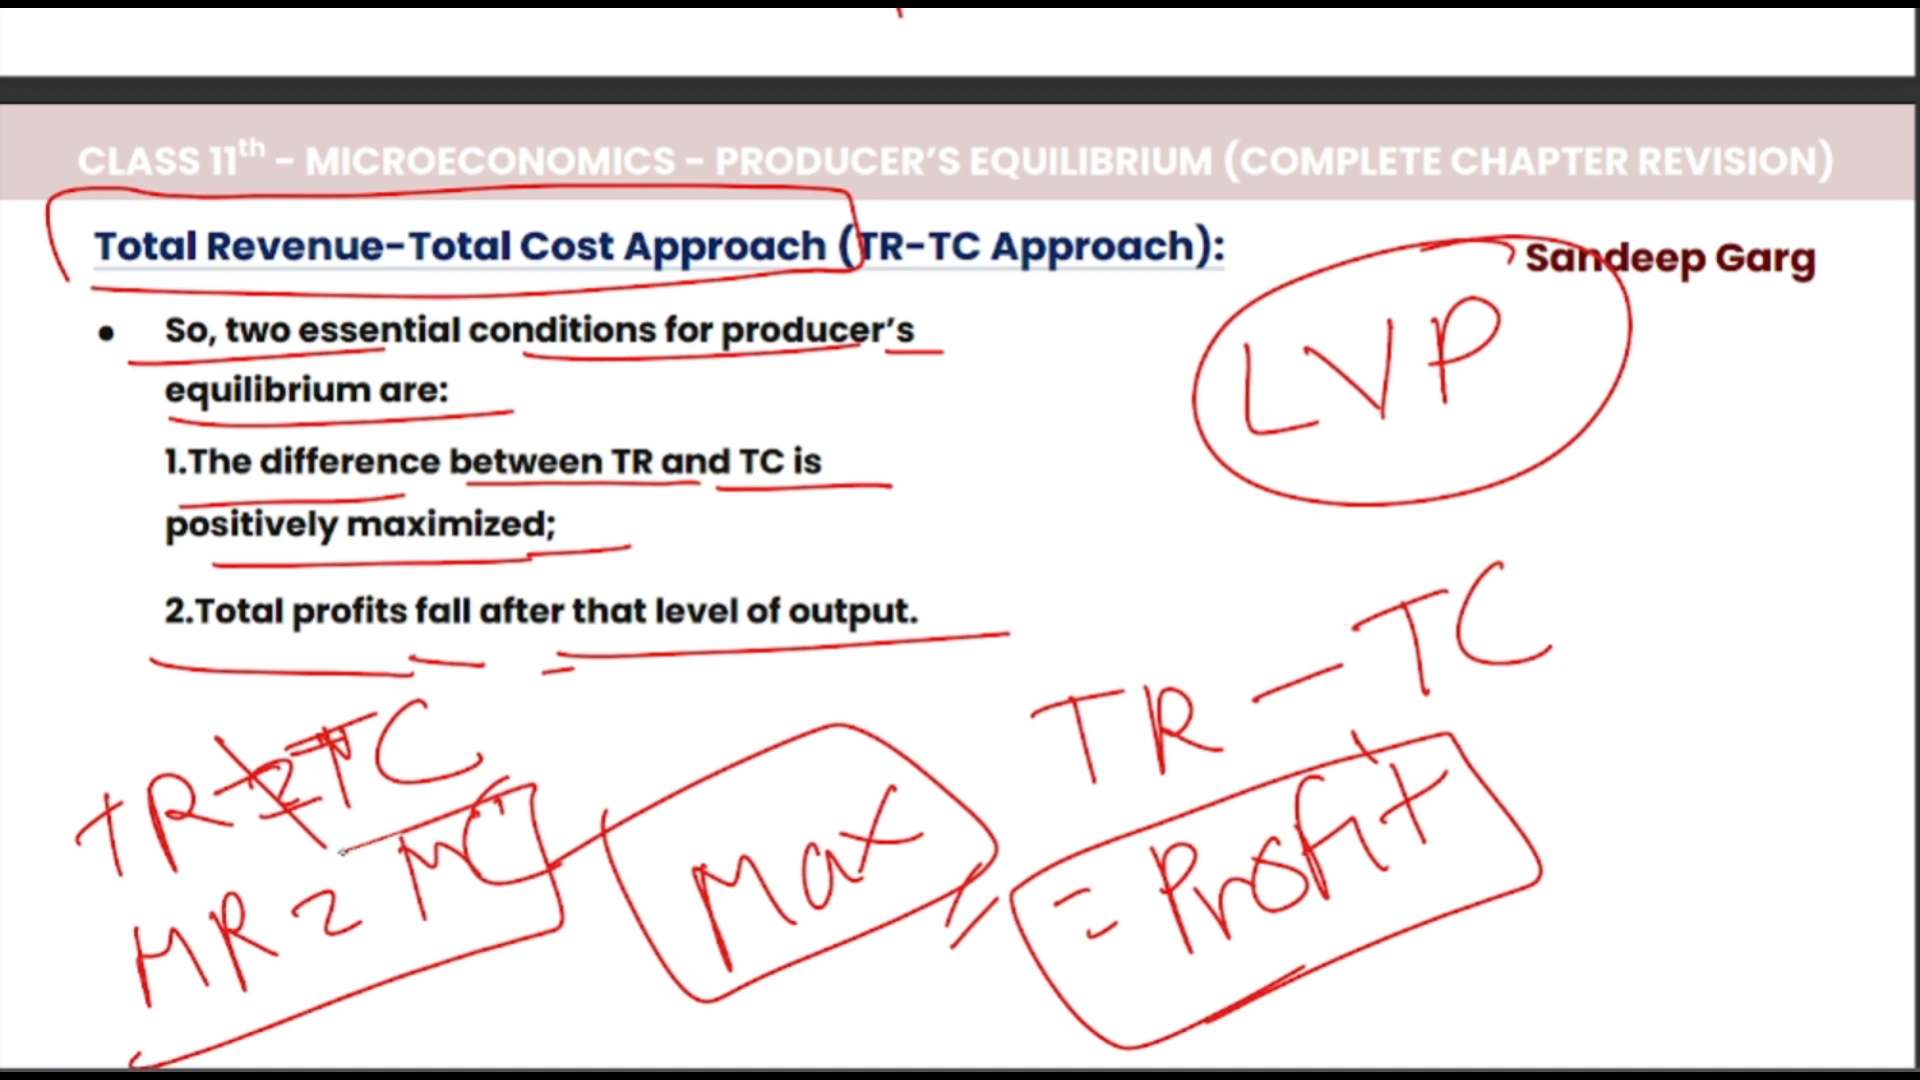 CLASS 11th - MICROECONOMICS - PRODUCER'S EQUILIBRIUM (COMPLETE CHAPTER REVISION)
Total Revenue-Total Cost Approach (TR-TC Approach):
Sandeep Garg
• So, two essential conditions for producer's
equilibrium are:
LVP
1.The difference between TR and TC is
positively maximized;
2.Total profits fall after that level of output.
TR - TC
= Profit
Max
TR TC
MR = MC